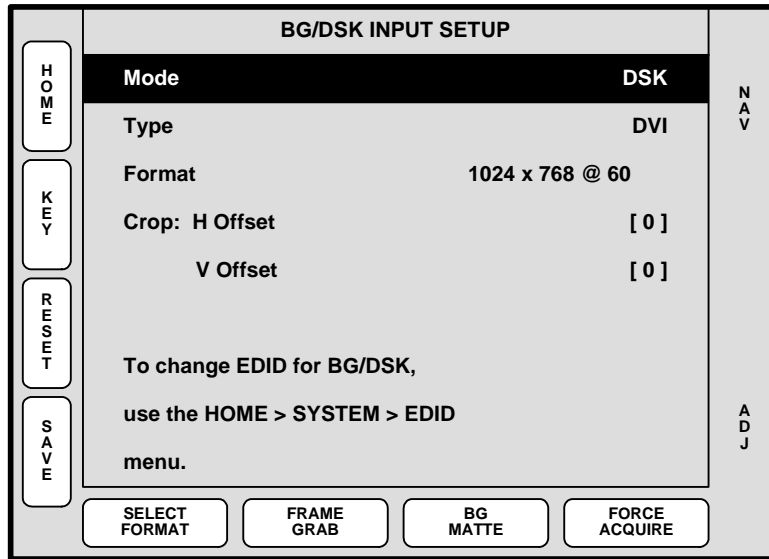 BG/DSK INPUT SETUP
HOME
KEY
RESET
SAVE
Mode DSK
Type DVI
Format 1024 x 768 @ 60
Crop: H Offset [ 0 ]
V Offset [ 0 ]
To change EDID for BG/DSK,
use the HOME > SYSTEM > EDID
menu.
NAV
ADJ
SELECT
FORMAT
FRAME
GRAB
BG
MATTE
FORCE
ACQUIRE